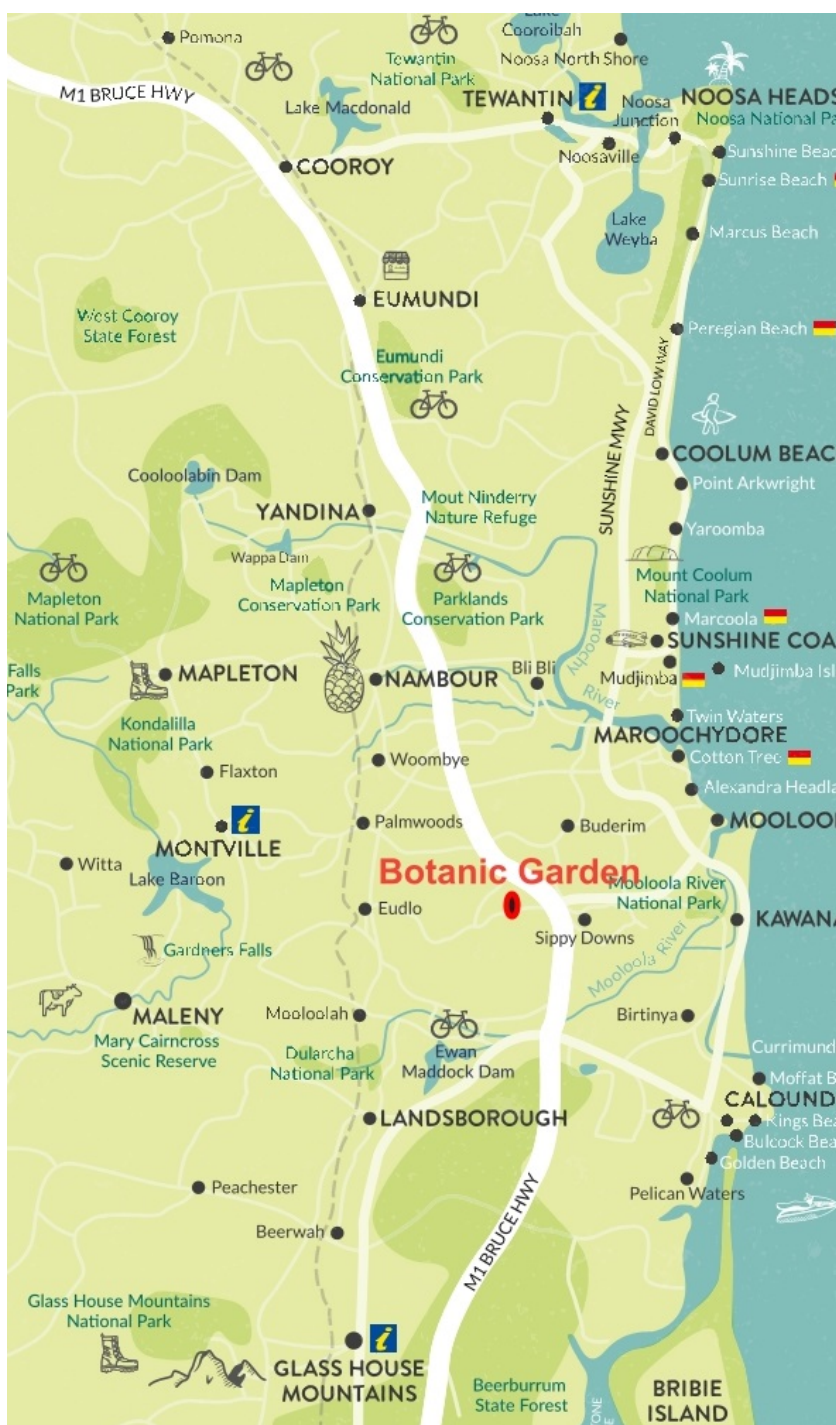 Lake
Cooroibah
Pomona
Tewantin
National Park
Noosa North Shore
M1 BRUCE HWY
Lake Macdonald
TEWANTIN
i
Noosa
Junction
NOOSA HEADS
Noosa National Pa
COOROY
Noosaville
Sunshine Beac
Sunrise Beach
Lake
Weyba
Marcus Beach
EUMUNDI
West Cooroy
State Forest
Peregian Beach
Eumundi
Conservation Park
DAVID LOW WAY
SUNSHINE MWY
COOLUM BEAC
Cooloolabin Dam
Point Arkwright
YANDINA
Mout Ninderry
Nature Refuge
Yaroomba
Wappa Dam
Mapleton
National Park
Mapleton
Conservation Park
Parklands
Conservation Park
Mount Coolum
National Park
Maroochy
River
Marcoola
SUNSHINE COA
Falls
Park
MAPLETON
NAMBOUR
Bli Bli
Mudjimba
Mudjimba Isl
Kondalilla
National Park
Twin Waters
MAROOCHYDORE
Flaxton
Woombye
Cotton Tree
Alexandra Headla
i
MONTVILLE
Palmwoods
Buderim
MOOLOO
Witta
Lake Baroon
Botanic Garden
Mooloola River
National Park
Eudlo
Sippy Downs
KAWANA
Gardners Falls
Mooloola River
MALENY
Mary Cairncross
Scenic Reserve
Mooloolah
Birtinya
Dularcha
National Park
Ewan
Maddock Dam
Currimund
Moffat B
CALOUND
LANDSBOROUGH
Kings Bea
Bulcock Bea
Golden Beach
Peachester
Pelican Waters
Beerwah
M1 BRUCE HWY
Glass House Mountains
National Park
i
GLASS HOUSE
MOUNTAINS
Beerburrum
State Forest
BRIBIE
ISLAND